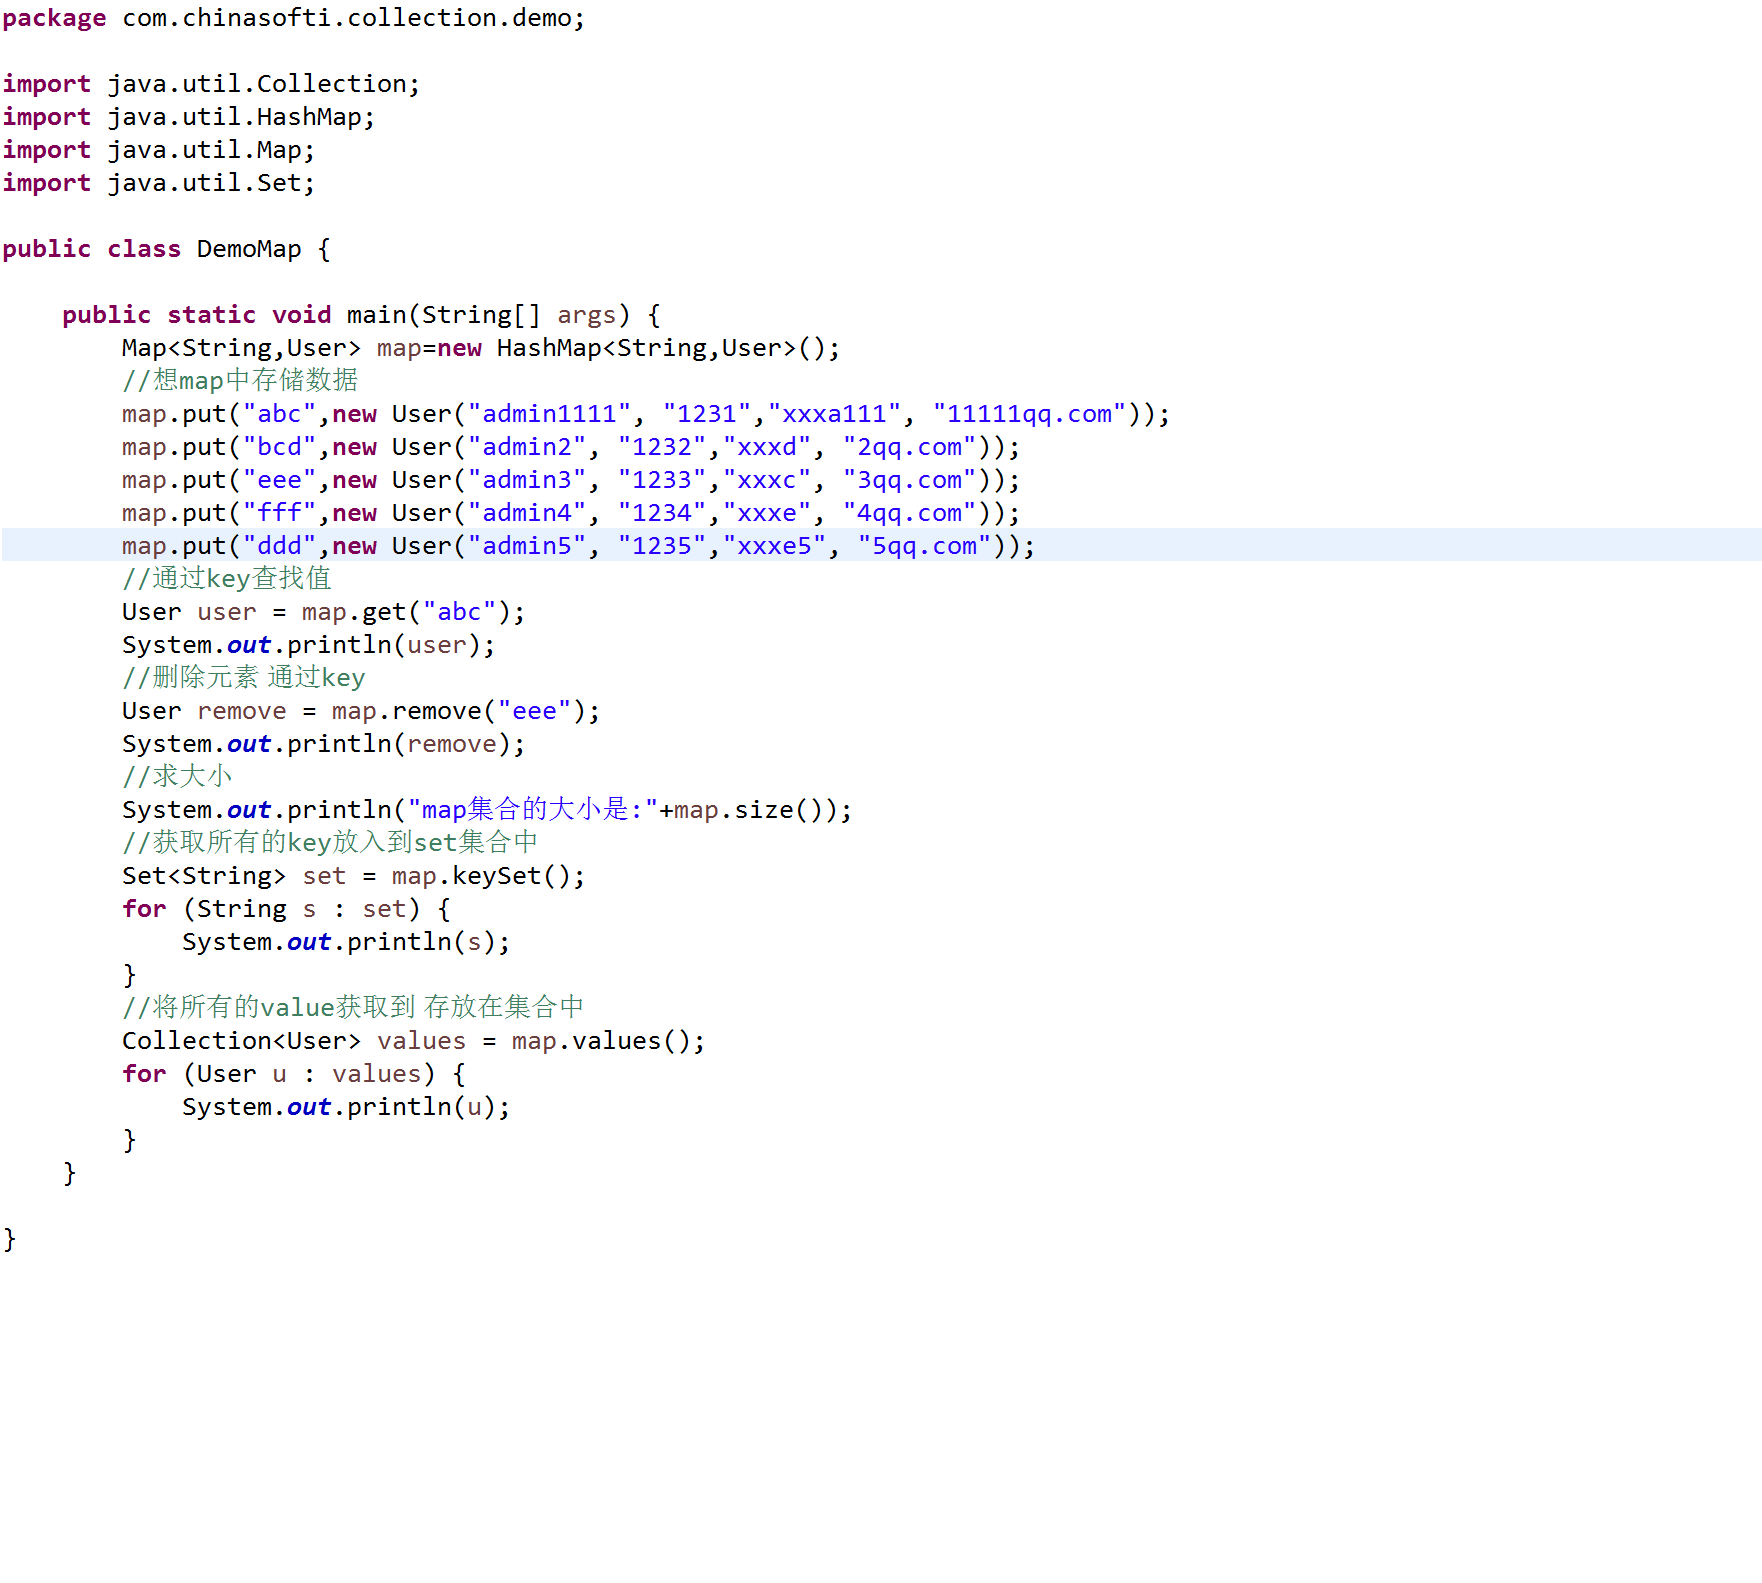 package com.chinasofti.collection.demo;
import java.util.Collection;
import java.util.HashMap;
import java.util.Map;
import java.util.Set;
public class DemoMap {
public static void main(String[] args) {
Map<String,User> map=new HashMap<String,User>();
//想map中存储数据
map.put("abc",new User("admin1111", "1231","xxxa111", "11111qq.com"));
map.put("bcd",new User("admin2", "1232","xxxd", "2qq.com"));
map.put("eee",new User("admin3", "1233","xxxc", "3qq.com"));
map.put("fff",new User("admin4", "1234","xxxe", "4qq.com"));
map.put("ddd",new User("admin5", "1235","xxxe5", "5qq.com"));
//通过key查找值
User user = map.get("abc");
System.out.println(user);
//删除元素 通过key
User remove = map.remove("eee");
System.out.println(remove);
//求大小
System.out.println("map集合的大小是:"+map.size());
//获取所有的key放入到set集合中
Set<String> set = map.keySet();
for (String s : set) {
System.out.println(s);
}
//将所有的value获取到 存放在集合中
Collection<User> values = map.values();
for (User u : values) {
System.out.println(u);
}
}
}